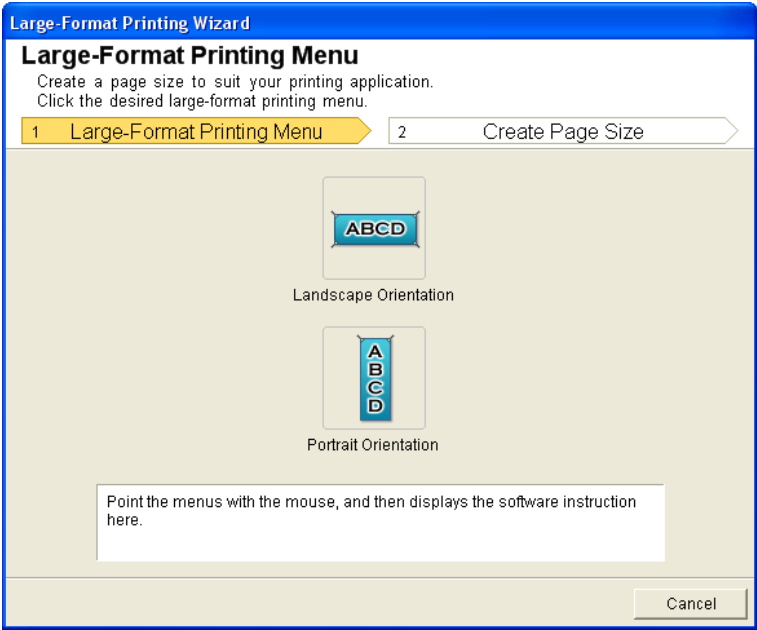 Large-Format Printing Wizard
Large-Format Printing Menu
Create a page size to suit your printing application.
Click the desired large-format printing menu.
1 Large-Format Printing Menu 2 Create Page Size
ABCD
Landscape Orientation
A
B
C
D
Portrait Orientation
Point the menus with the mouse, and then displays the software instruction
here.
Cancel